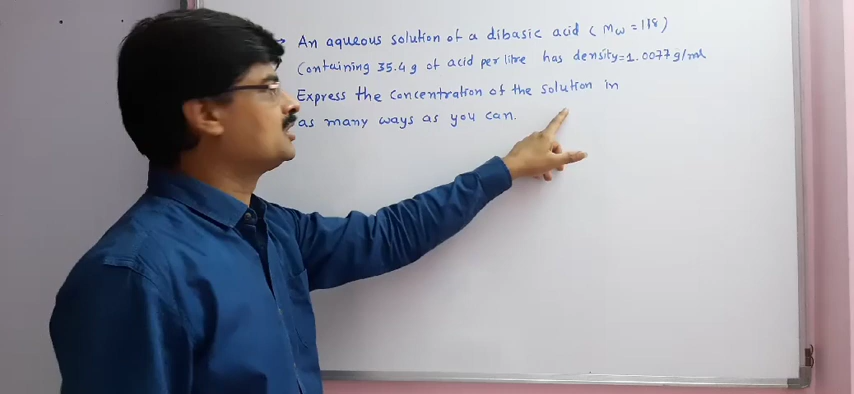 → An aqueous solution of a dibasic acid (Mw = 118)
Containing 35.4 g of acid per litre has density = 1.0077 g/ml
Express the concentration of the solution in
as many ways as you can.